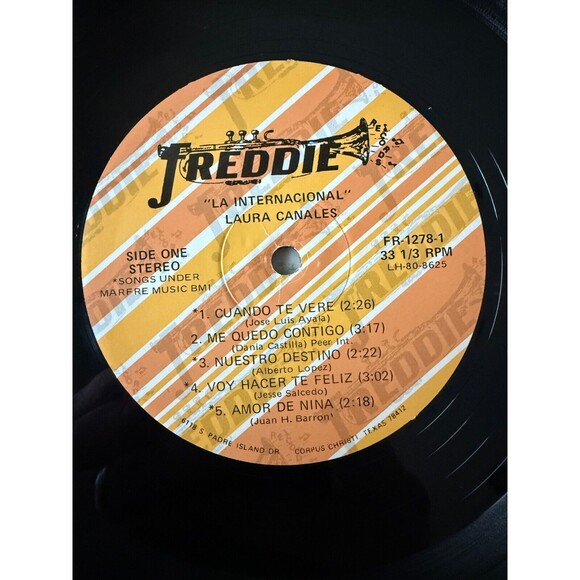 FREDDIE
RECORDS
"LA INTERNACIONAL"
LAURA CANALES
SIDE ONE
STEREO
*SONGS UNDER
MARFRE MUSIC BMI
FR-1278-1
33 1/3 RPM
LH-80-8625
*1. CUANDO TE VERE (2:26)
(Jose Luis Ayala)
2. ME QUEDO CONTIGO (3:17)
(Dania Castilla) Peer Int.
*3. NUESTRO DESTINO (2:22)
(Alberto Lopez)
*4. VOY HACER TE FELIZ (3:02)
(Jesse Salcedo)
*5. AMOR DE NINA (2:18)
(Juan H. Barron)
6118 S. PADRE ISLAND DR. CORPUS CHRISTI, TEXAS 78412